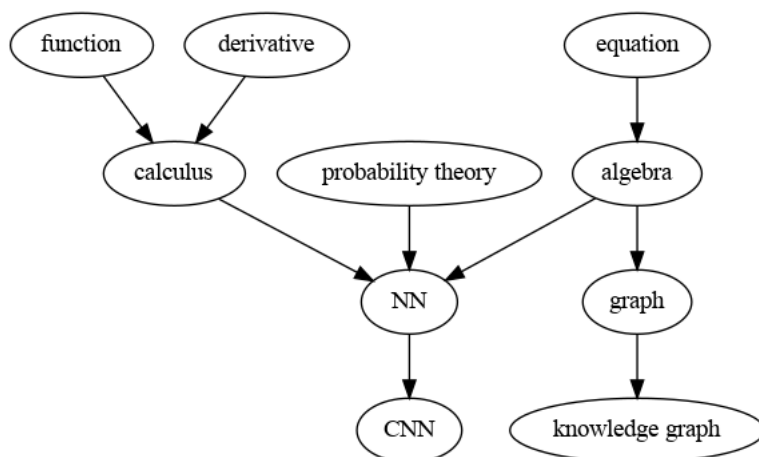 function
derivative
equation
calculus
probability theory
algebra
NN
graph
CNN
knowledge graph